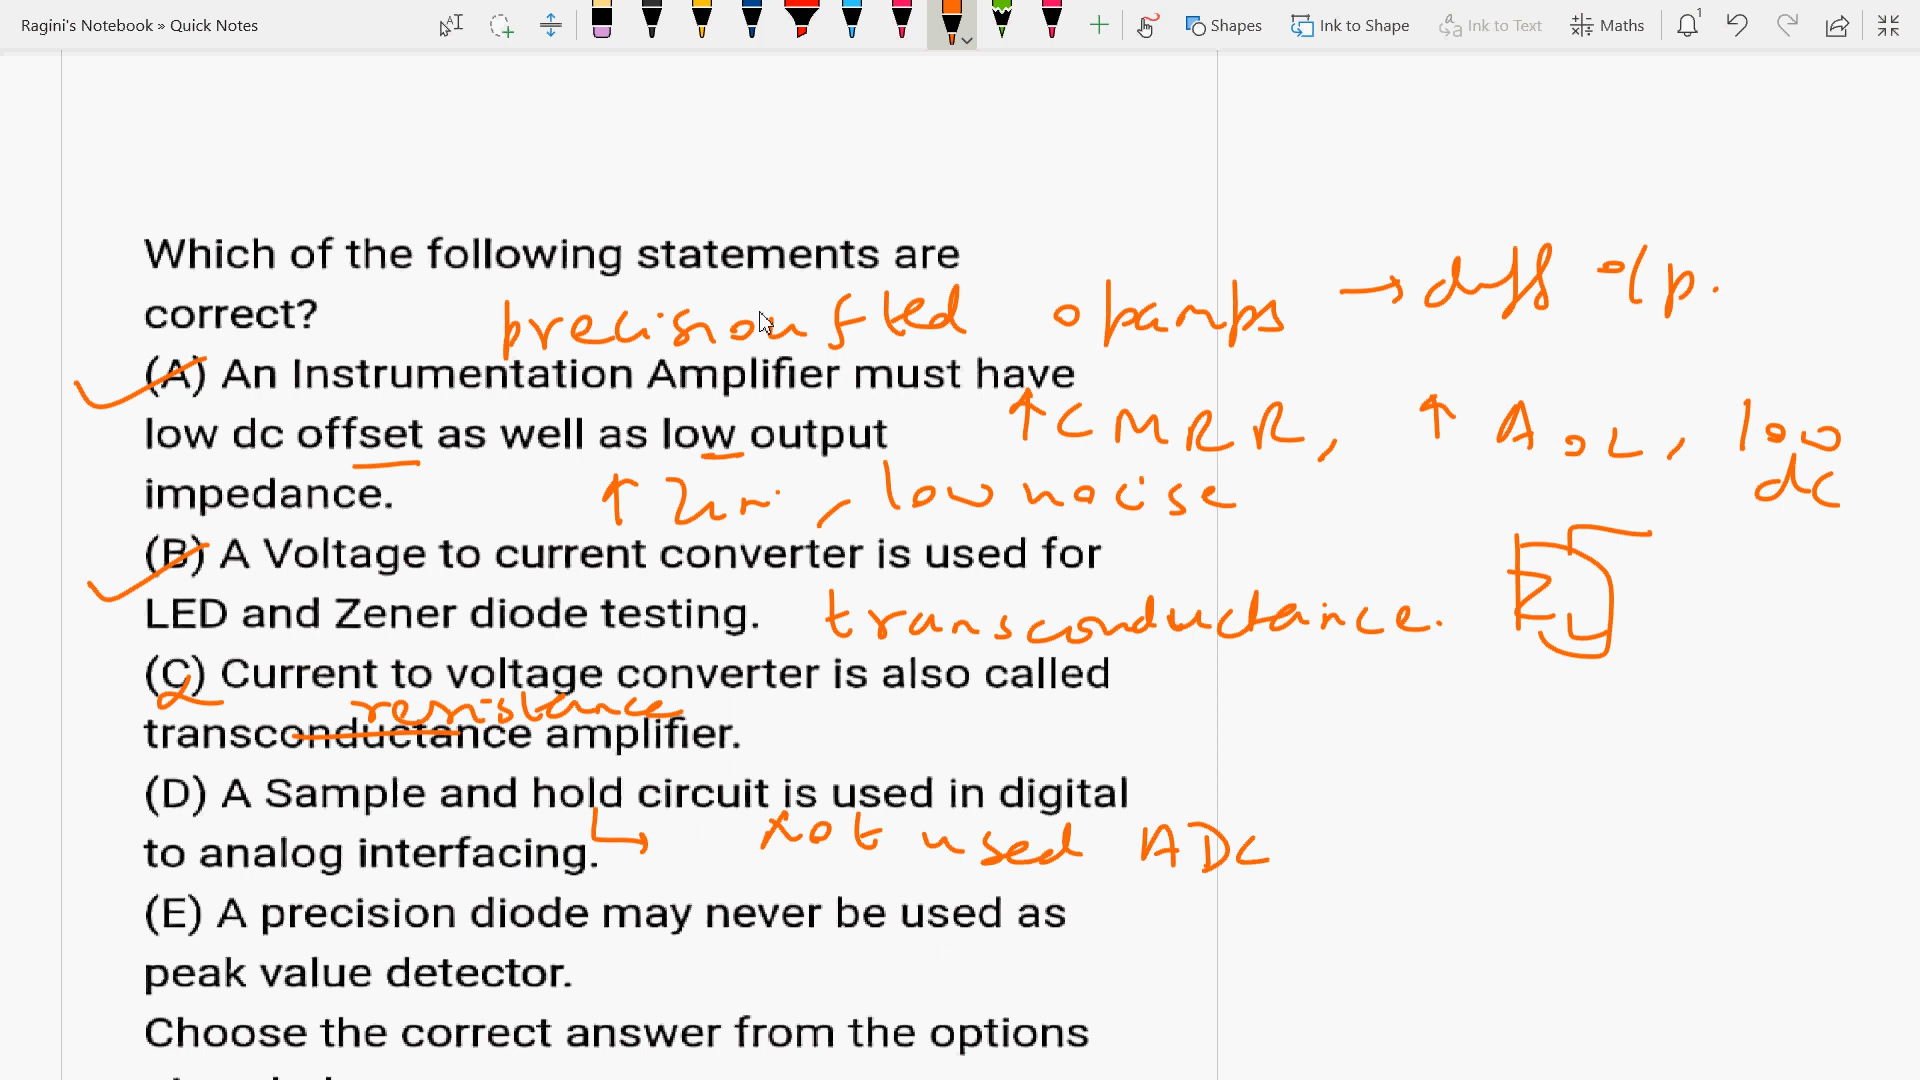 Ragini's Notebook » Quick Notes
Shapes
Ink to Shape
Ink to Text
Maths
1
Which of the following statements are
correct?
precision fted opamps → diff o/p.
(A) An Instrumentation Amplifier must have
low dc offset as well as low output
↑ CMRR, ↑ AOL, low
dc
impedance.
↑ Zin, low nocise
(B) A Voltage to current converter is used for
LED and Zener diode testing.
transconductance.
(C) Current to voltage converter is also called
resistance
transconductance amplifier.
(D) A Sample and hold circuit is used in digital
to analog interfacing.
↳ not used ADC
(E) A precision diode may never be used as
peak value detector.
Choose the correct answer from the options